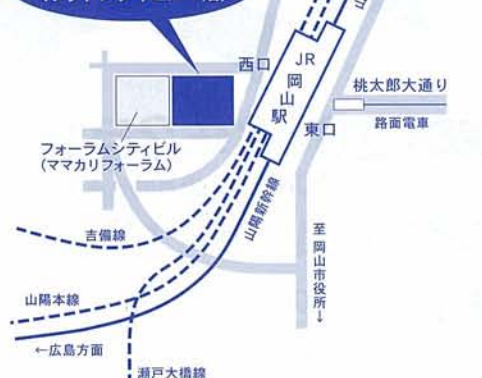 西口
JR
岡山駅
東口
桃太郎大通り
路面電車
フォーラムシティビル
(ママカリフォーラム)
山陽新幹線
吉備線
至 岡山市役所↓
山陽本線
←広島方面
瀬戸大橋線